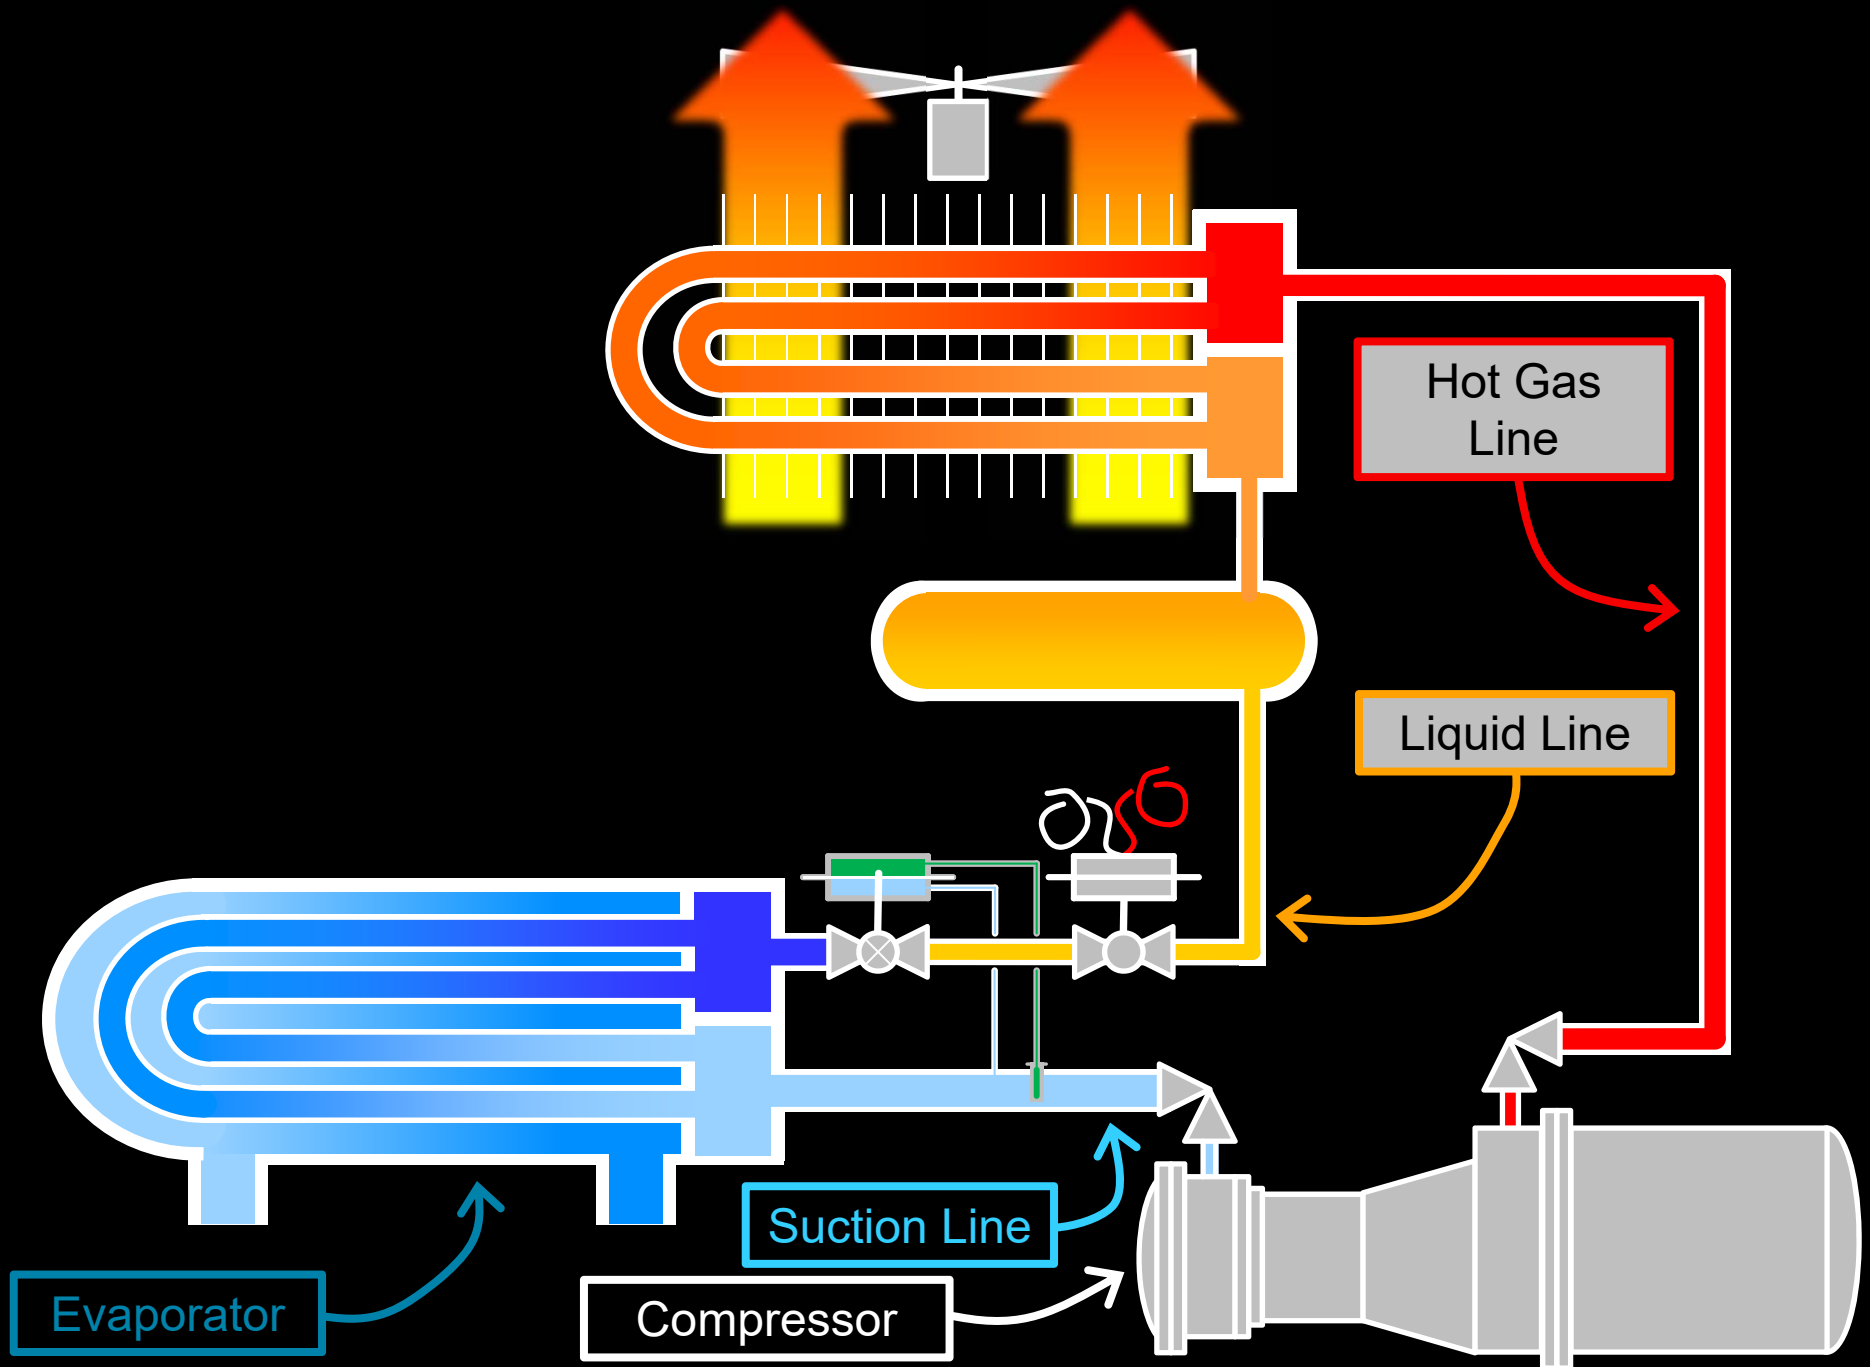 Hot Gas
Line
Liquid Line
Suction Line
Evaporator
Compressor